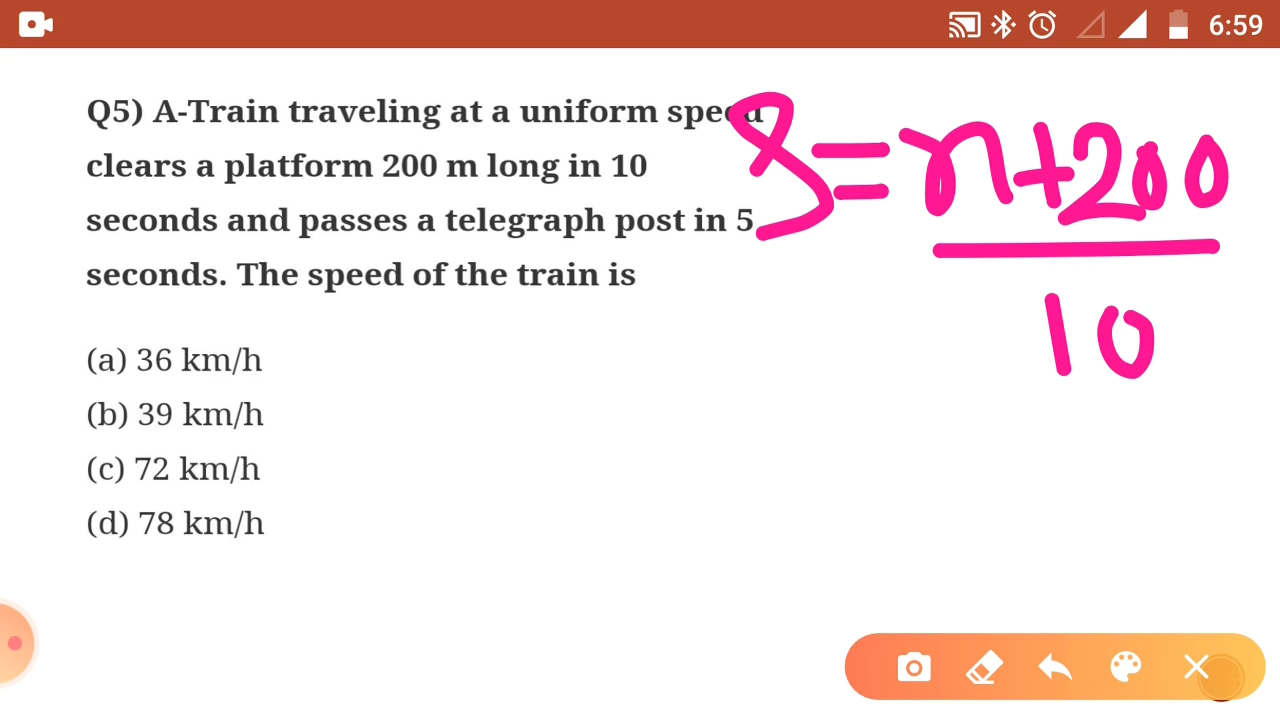 6:59
Q5) A-Train traveling at a uniform speed
clears a platform 200 m long in 10
seconds and passes a telegraph post in 5
seconds. The speed of the train is
(a) 36 km/h
(b) 39 km/h
(c) 72 km/h
(d) 78 km/h
S = x+200
10